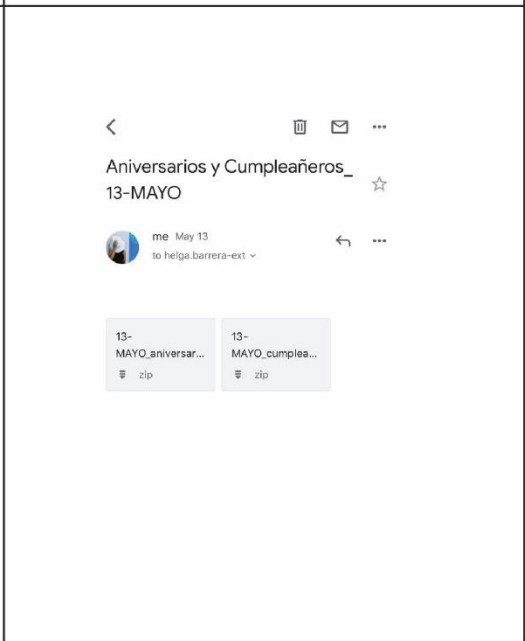 Aniversarios y Cumpleañeros_
13-MAYO
me May 13
to helga.barrera-ext
13-
MAYO_aniversar...
zip
13-
MAYO_cumplea...
zip